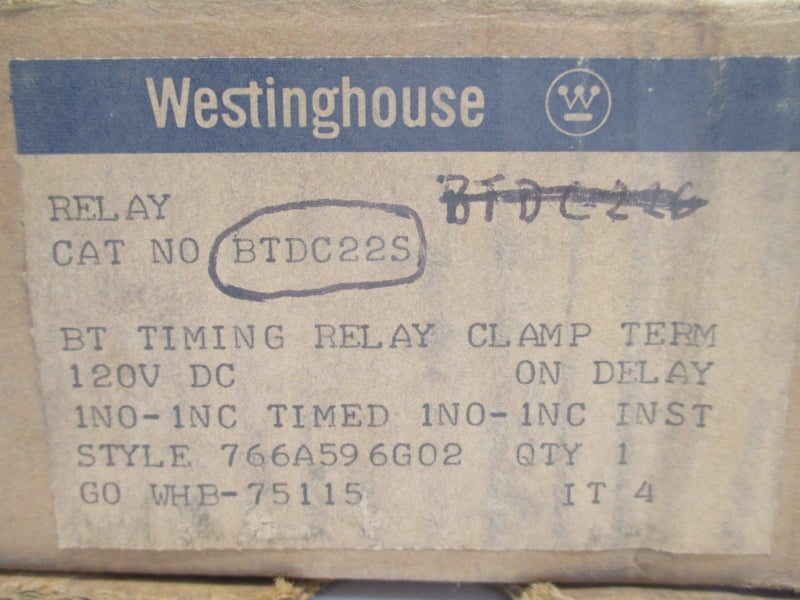 Westinghouse W
RELAY
CAT NO BTDC22S
BT TIMING RELAY CLAMP TERM
120V DC ON DELAY
1NO-1NC TIMED 1NO-1NC INST
STYLE 766A596G02 QTY 1
GO WHB-75115 IT 4